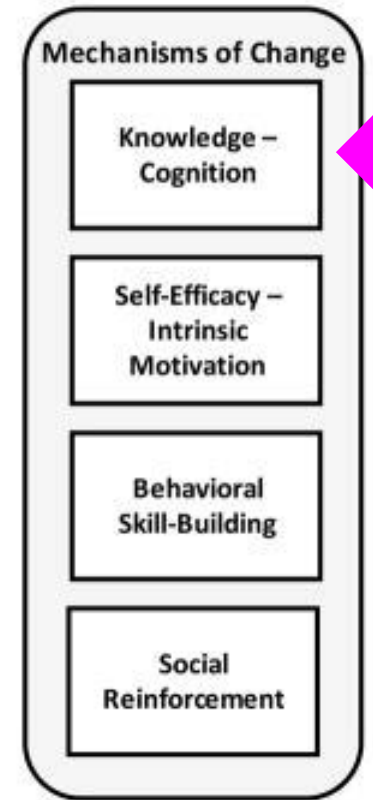 Mechanisms of Change
Knowledge –
Cognition
Self-Efficacy –
Intrinsic
Motivation
Behavioral
Skill-Building
Social
Reinforcement